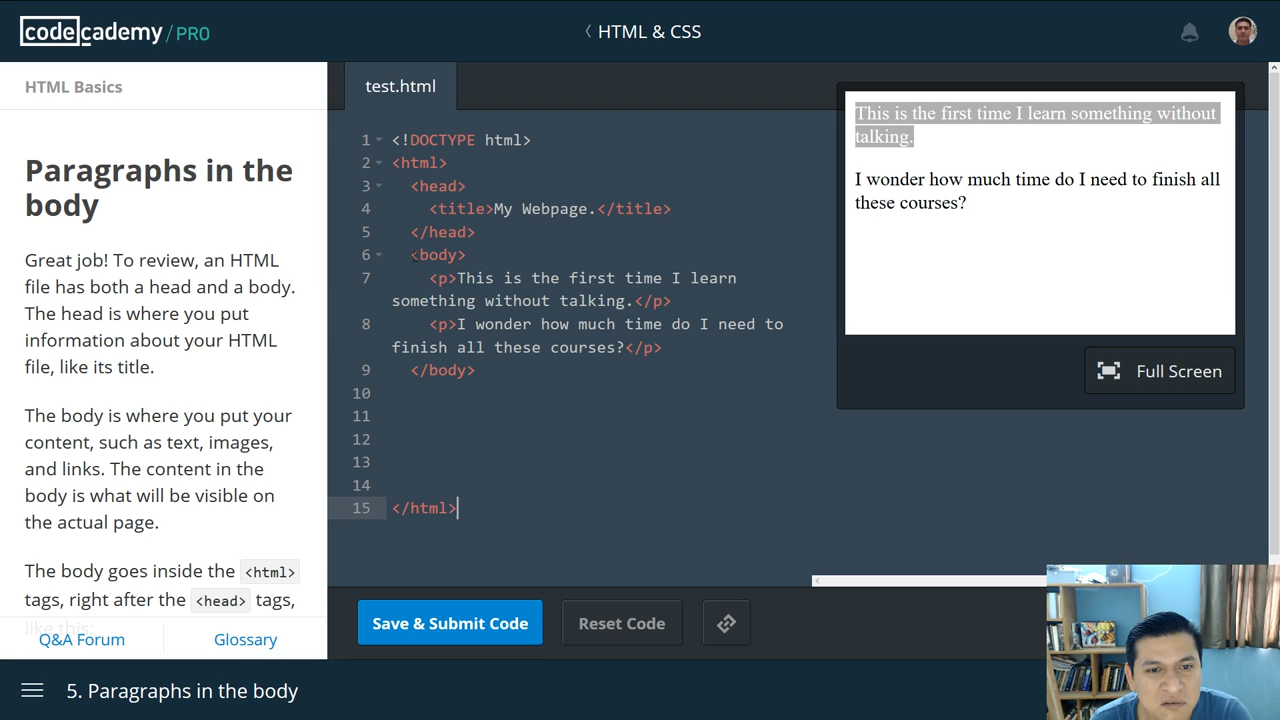 codecademy / PRO
HTML & CSS
HTML Basics
Paragraphs in the
body
Great job! To review, an HTML
file has both a head and a body.
The head is where you put
information about your HTML
file, like its title.
The body is where you put your
content, such as text, images,
and links. The content in the
body is what will be visible on
the actual page.
The body goes inside the <html>
tags, right after the <head> tags,
like this:
Q&A Forum Glossary
test.html
1 <!DOCTYPE html>
2 <html>
3 <head>
4 <title>My Webpage.</title>
5 </head>
6 <body>
7 <p>This is the first time I learn
something without talking.</p>
8 <p>I wonder how much time do I need to
finish all these courses?</p>
9 </body>
10
11
12
13
14
15 </html>
This is the first time I learn something without
talking.
I wonder how much time do I need to finish all
these courses?
Full Screen
Save & Submit Code
Reset Code
5. Paragraphs in the body